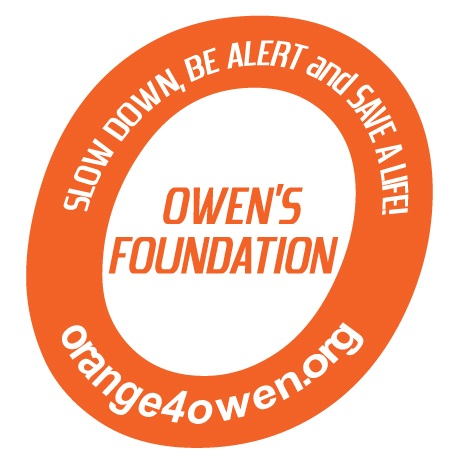 SLOW DOWN, BE ALERT and SAVE A LIFE!
OWEN'S
FOUNDATION
orange4owen.org